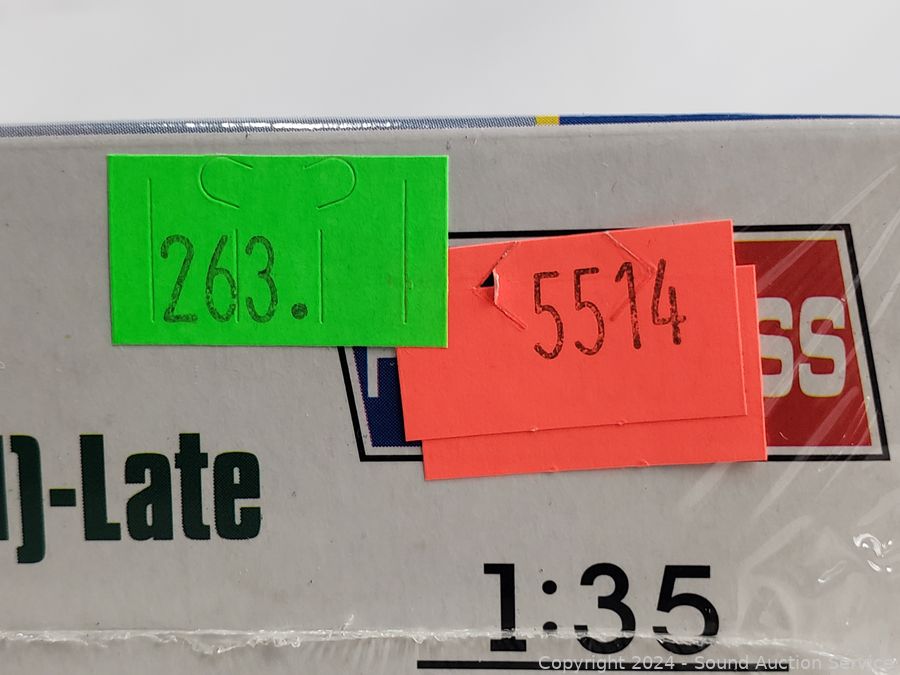 263.
5514
SS
)-Late
1:35
Copyright 2024 - Sound Auction Service